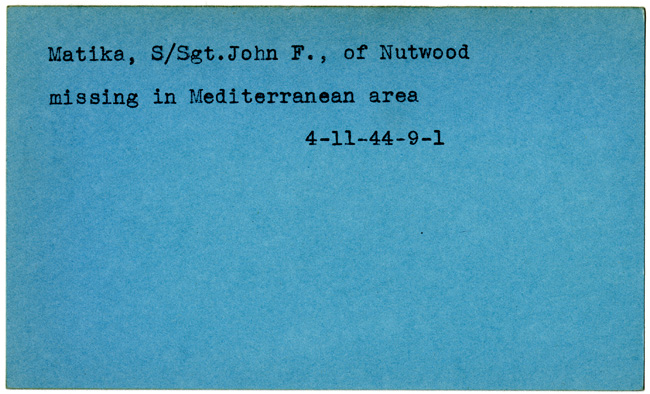 Matika, S/Sgt.John F., of Nutwood
missing in Mediterranean area
4-11-44-9-1